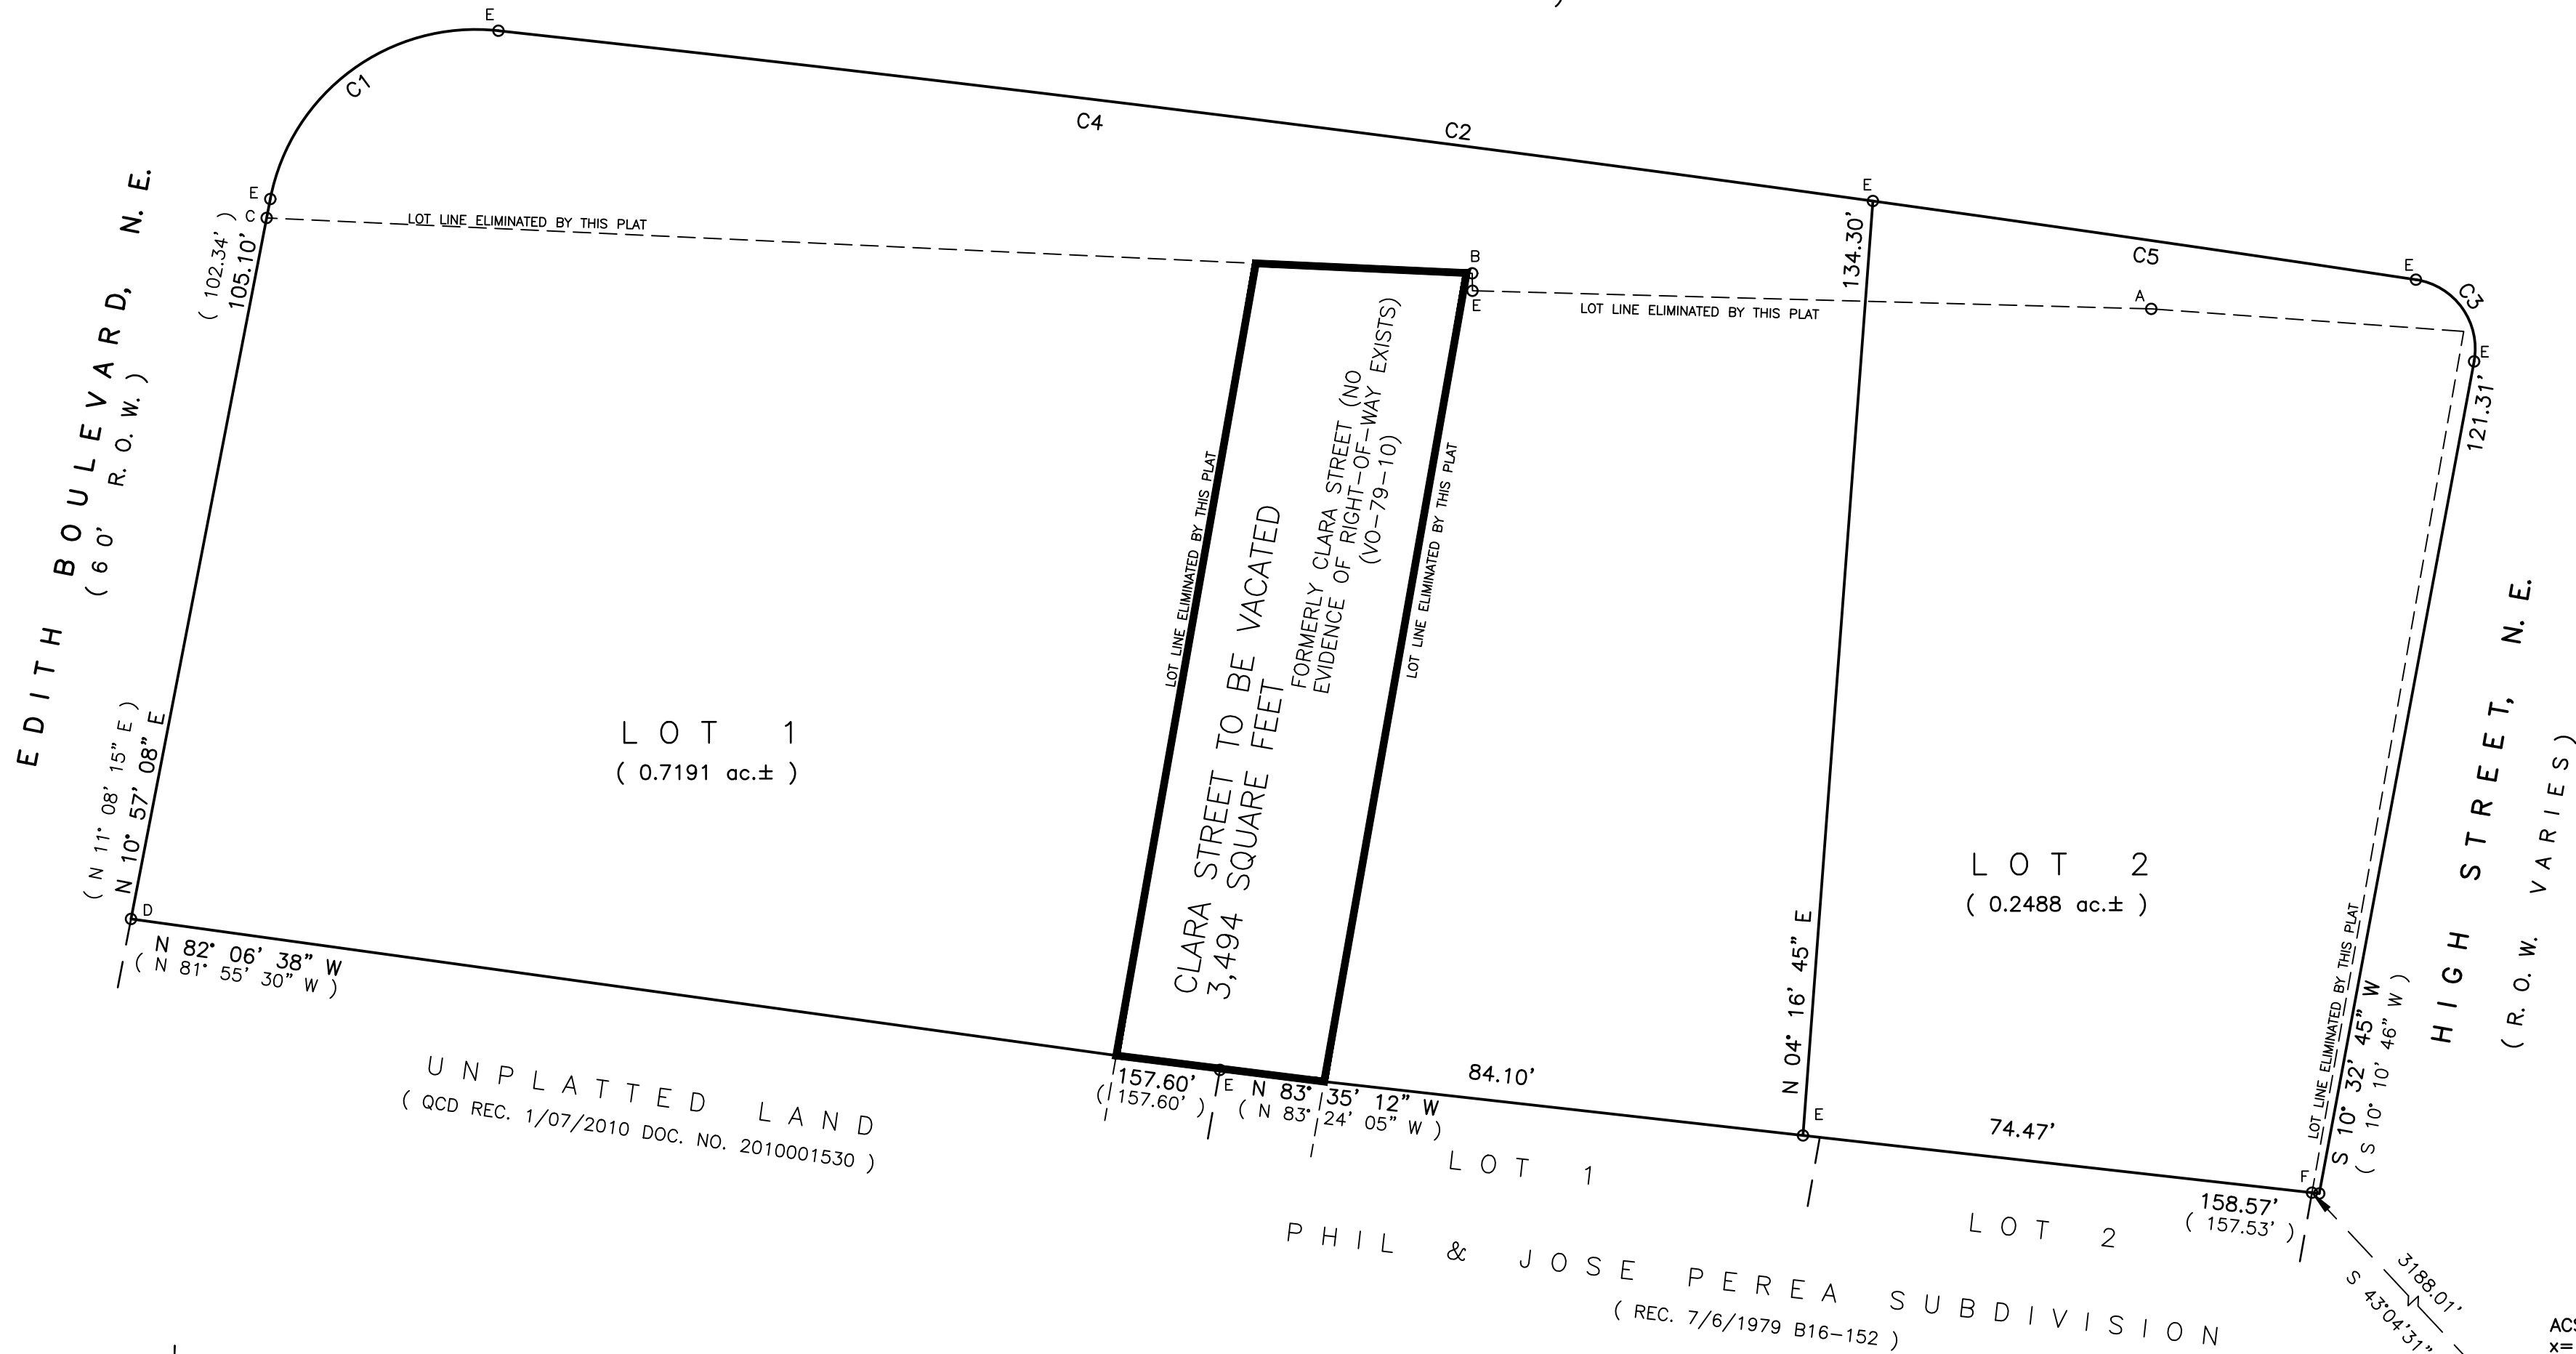 )
E
C1
C4
C2
E
C5
E
C3
E
EDITH BOULEVARD, N. E.
( 60' R. O. W. )
E
C
( 102.34' )
105.10'
LOT LINE ELIMINATED BY THIS PLAT
B
E
LOT LINE ELIMINATED BY THIS PLAT
A
134.30'
121.31'
LOT LINE ELIMINATED BY THIS PLAT
CLARA STREET TO BE VACATED
3,494 SQUARE FEET
FORMERLY CLARA STREET (NO
EVIDENCE OF RIGHT-OF-WAY EXISTS)
(VO-79-10)
LOT LINE ELIMINATED BY THIS PLAT
HIGH STREET, N. E.
( R. O. W. VARIES )
LOT 1
( 0.7191 ac.± )
LOT 2
( 0.2488 ac.± )
( N 11° 08' 15" E )
N 10° 57' 08" E
D
N 82° 06' 38" W
( N 81° 55' 30" W )
N 04° 16' 45" E
LOT LINE ELIMINATED BY THIS PLAT
S 10° 32' 45" W
( S 10° 10' 46" W )
UNPLATTED LAND
( QCD REC. 1/07/2010 DOC. NO. 2010001530 )
157.60'
( 157.60' )
E
N 83° 35' 12" W
( N 83° 24' 05" W )
84.10'
E
74.47'
F
158.57'
( 157.53' )
LOT 1
LOT 2
PHIL & JOSE PEREA SUBDIVISION
( REC. 7/6/1979 B16-152 )
3188.01'
S 43°04'31"
ACS
x=